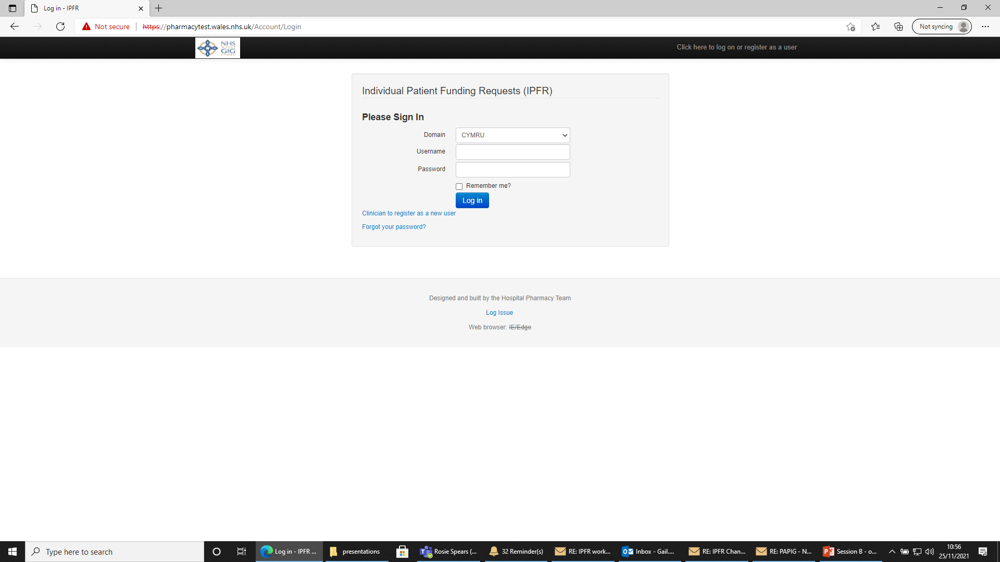 Log in - IPFR
Not secure
https://pharmacytest.wales.nhs.uk/Account/Login
Not syncing
NHS
WALES
GIG
CYMRU
Click here to log on or register as a user
Individual Patient Funding Requests (IPFR)
Please Sign In
Domain CYMRU
Username
Password
Remember me?
Log in
Clinician to register as a new user
Forgot your password?
Designed and built by the Hospital Pharmacy Team
Log Issue
Web browser: IE/Edge
Type here to search
Log in - IPFR ...
presentations
Rosie Spears (...
32 Reminder(s)
RE: IPFR work...
Inbox - Gail....
RE: IPFR Chan...
RE: PAPIG - N...
Session B - o...
10:56
25/11/2021